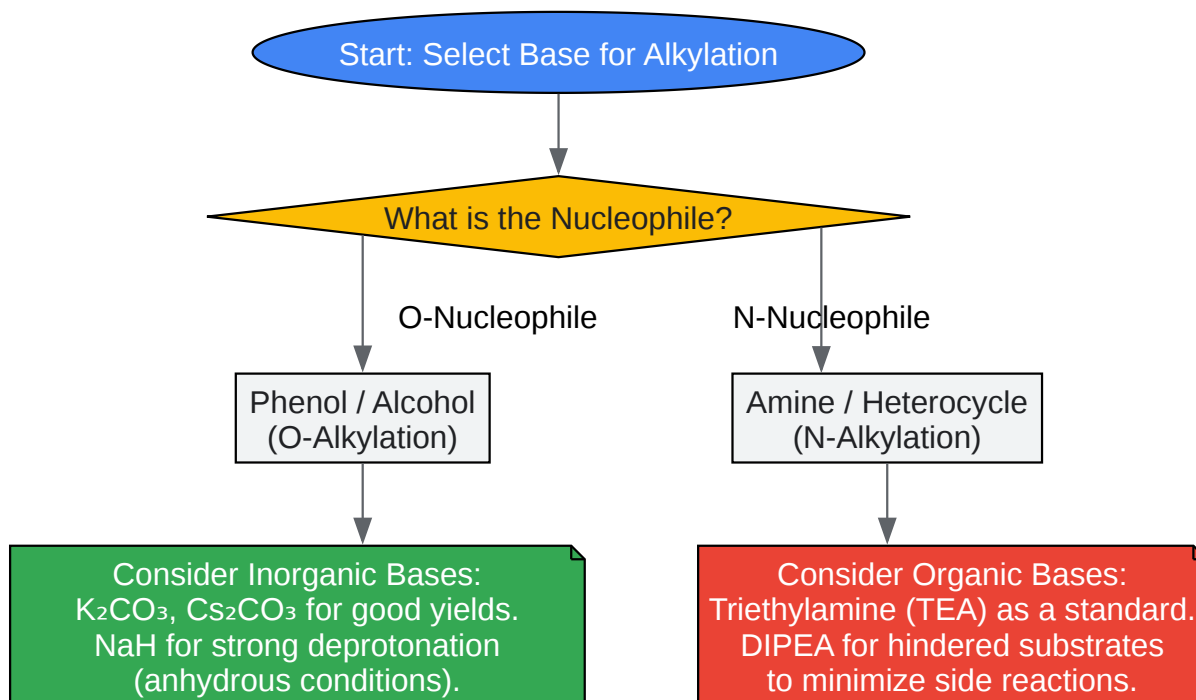 Start: Select Base for Alkylation
What is the Nucleophile?
O-Nucleophile
N-Nucleophile
Phenol / Alcohol
(O-Alkylation)
Amine / Heterocycle
(N-Alkylation)
Consider Inorganic Bases:
K₂CO₃, Cs₂CO₃ for good yields.
NaH for strong deprotonation
(anhydrous conditions).
Consider Organic Bases:
Triethylamine (TEA) as a standard.
DIPEA for hindered substrates
to minimize side reactions.